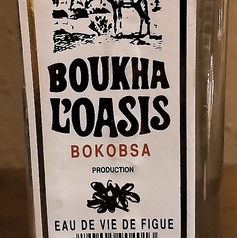 BOUKHA
L'OASIS
BOKOBSA
PRODUCTION
EAU DE VIE DE FIGUE